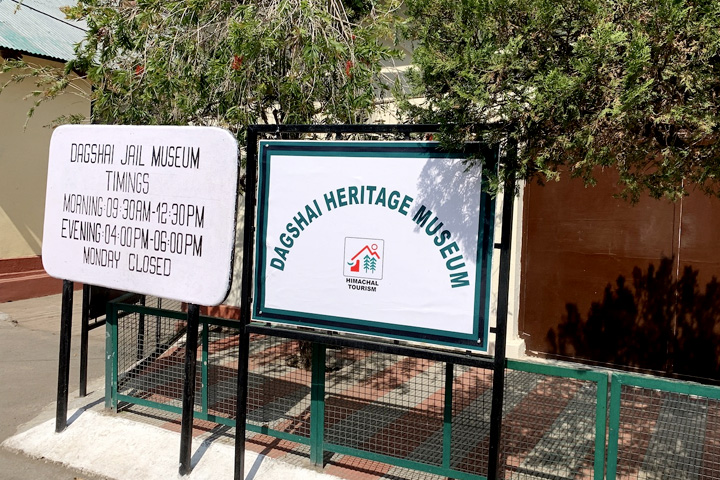 DAGSHAI JAIL MUSEUM
TIMINGS
MORNING:09:30AM-12:30PM
EVENING:04:00PM-06:00PM
MONDAY CLOSED
DAGSHAI HERITAGE MUSEUM
HIMACHAL
TOURISM